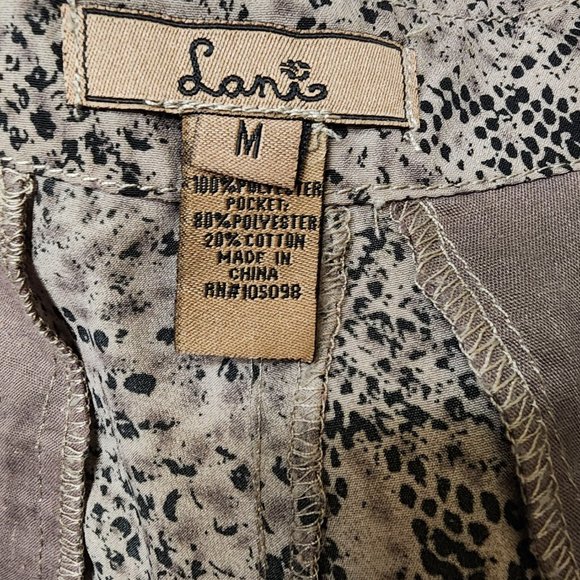 Lani
M
100% POLYESTER
POCKET:
80% POLYESTER
20% COTTON
MADE IN
CHINA
RN#105098